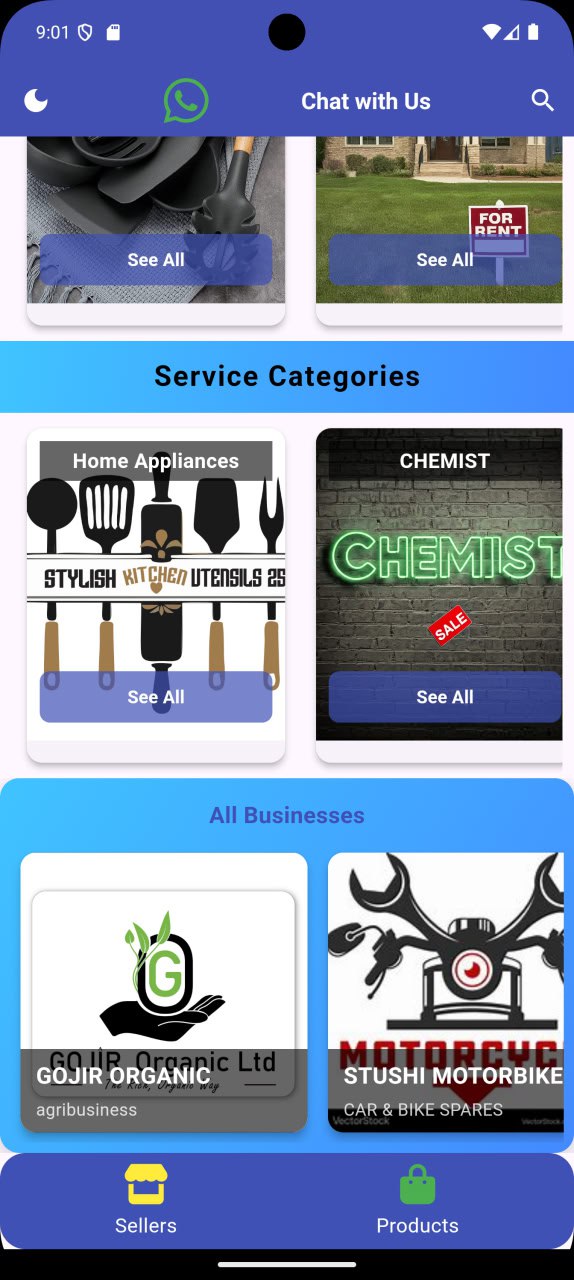 9:01
Chat with Us
FOR
RENT
See All
See All
Service Categories
Home Appliances
CHEMIST
STYLISH KITCHEN UTENSILS 25
CHEMIST
SALE
See All
See All
All Businesses
G
GOJIR Organic Ltd
The Rich, Organic Way
GOJIR ORGANIC
agribusiness
MOTORCYC
STUSHI MOTORBIKE
CAR & BIKE SPARES
VectorStock
Sellers
Products